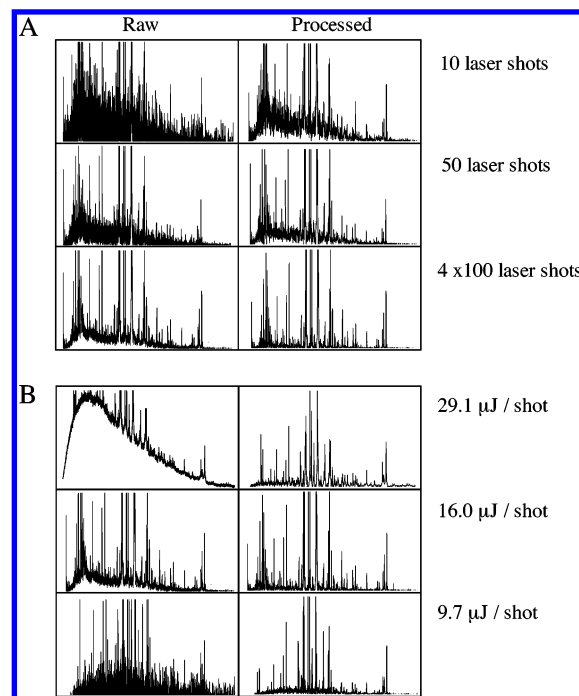 A
Raw Processed
10 laser shots
50 laser shots
4 x100 laser shots
B
29.1 µJ / shot
16.0 µJ / shot
9.7 µJ / shot